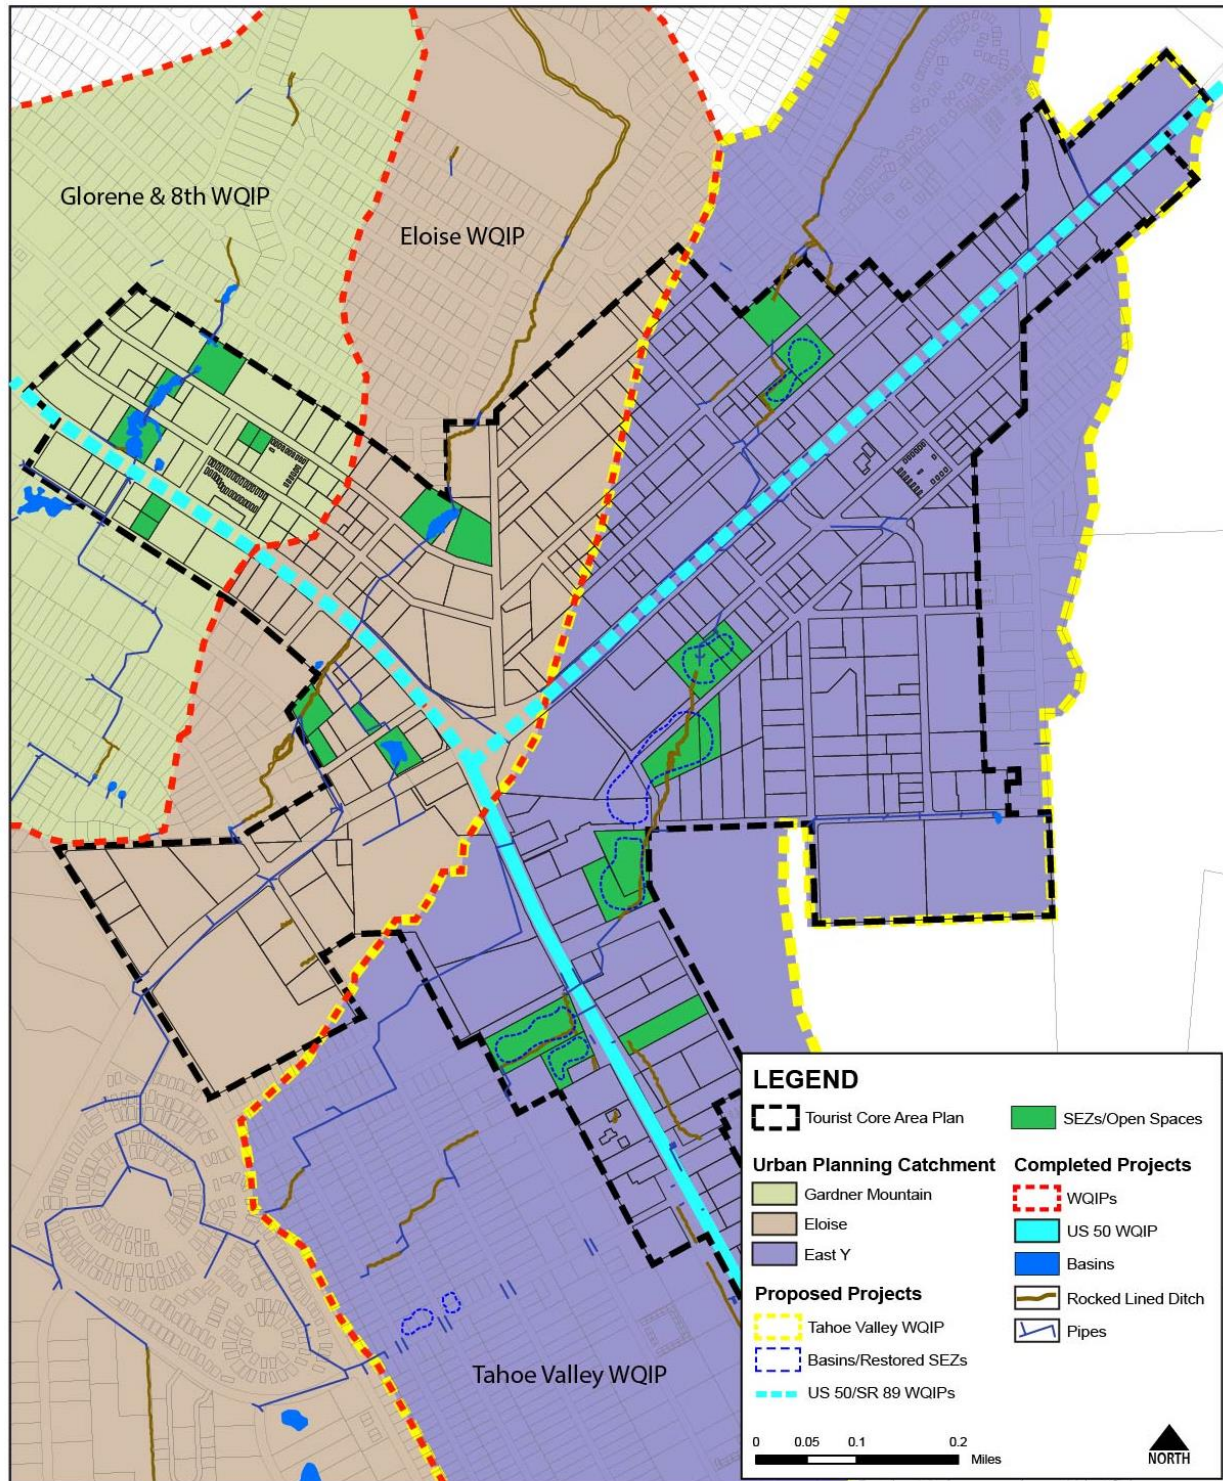 Glorene & 8th WQIP
Eloise WQIP
Tahoe Valley WQIP
LEGEND
Tourist Core Area Plan
SEZs/Open Spaces
Urban Planning Catchment
Gardner Mountain
Eloise
East Y
Completed Projects
WQIPs
US 50 WQIP
Basins
Rocked Lined Ditch
Pipes
Proposed Projects
Tahoe Valley WQIP
Basins/Restored SEZs
US 50/SR 89 WQIPs
0 0.05 0.1 0.2
Miles
NORTH